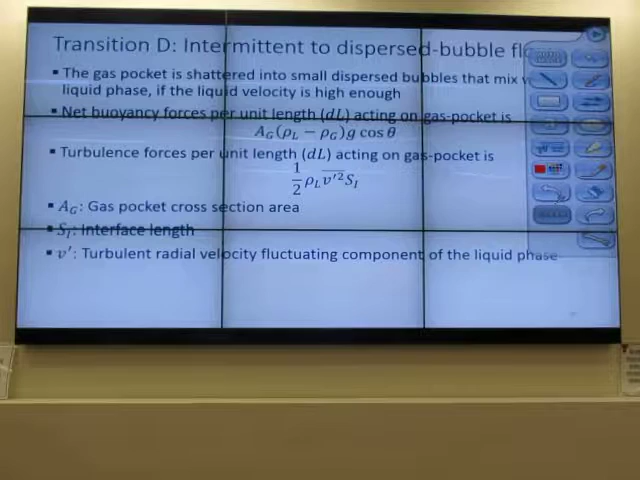 Transition D: Intermittent to dispersed-bubble
▪ The gas pocket is shattered into small dispersed bubbles that mix
liquid phase, if the liquid velocity is high enough
▪ Net buoyancy forces per unit length (dL) acting on gas-pocket is
A_G(ρ_L − ρ_G)g cos θ
▪ Turbulence forces per unit length (dL) acting on gas-pocket is
1/2 ρ_L v'² S_I
▪ A_G: Gas pocket cross section area
▪ S_I: Interface length
▪ v': Turbulent radial velocity fluctuating component of the liquid phase